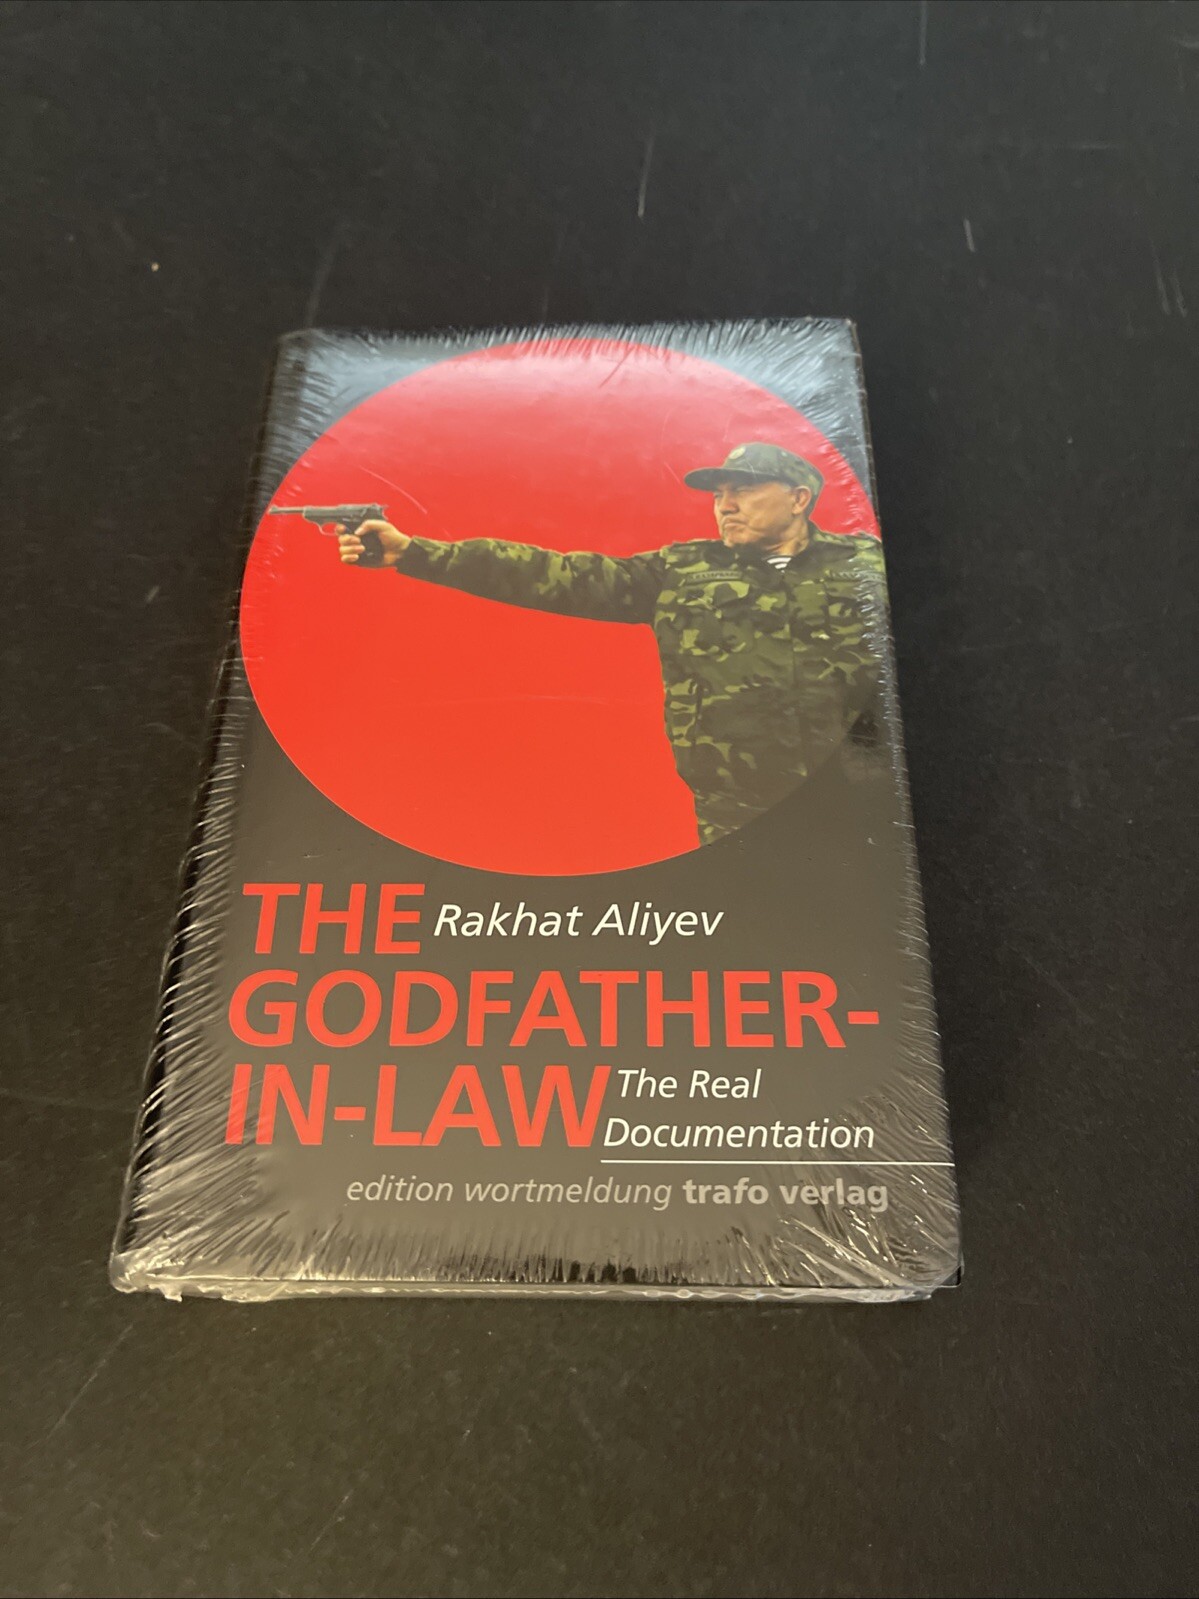 THE Rakhat Aliyev
GODFATHER-
IN-LAW The Real
Documentation
edition wortmeldung trafo verlag